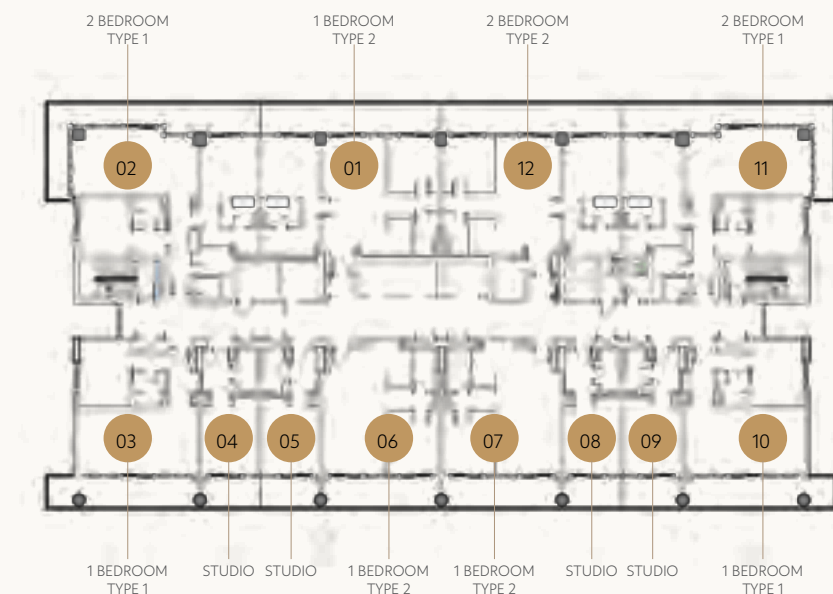 2 BEDROOM
TYPE 1
1 BEDROOM
TYPE 2
2 BEDROOM
TYPE 2
2 BEDROOM
TYPE 1
02
01
12
11
03
04
05
06
07
08
09
10
1 BEDROOM
TYPE 1
STUDIO
STUDIO
1 BEDROOM
TYPE 2
1 BEDROOM
TYPE 2
STUDIO
STUDIO
1 BEDROOM
TYPE 1